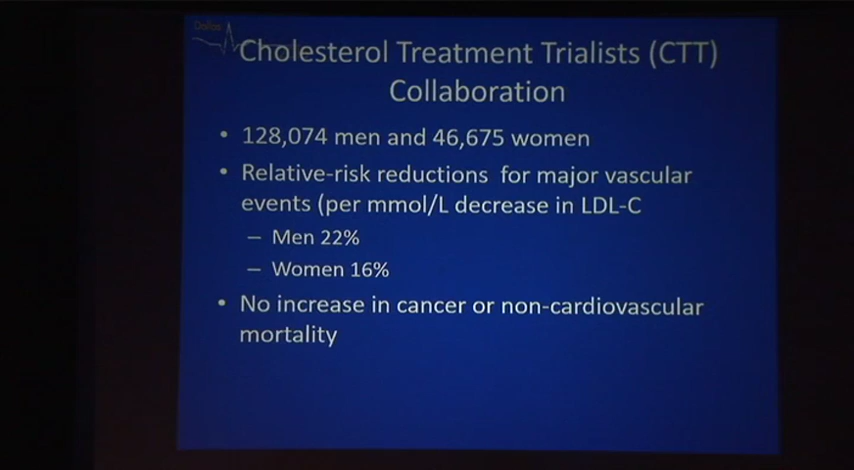 Dallas
Cholesterol Treatment Trialists (CTT)
Collaboration
• 128,074 men and 46,675 women
• Relative-risk reductions for major vascular
events (per mmol/L decrease in LDL-C
– Men 22%
– Women 16%
• No increase in cancer or non-cardiovascular
mortality